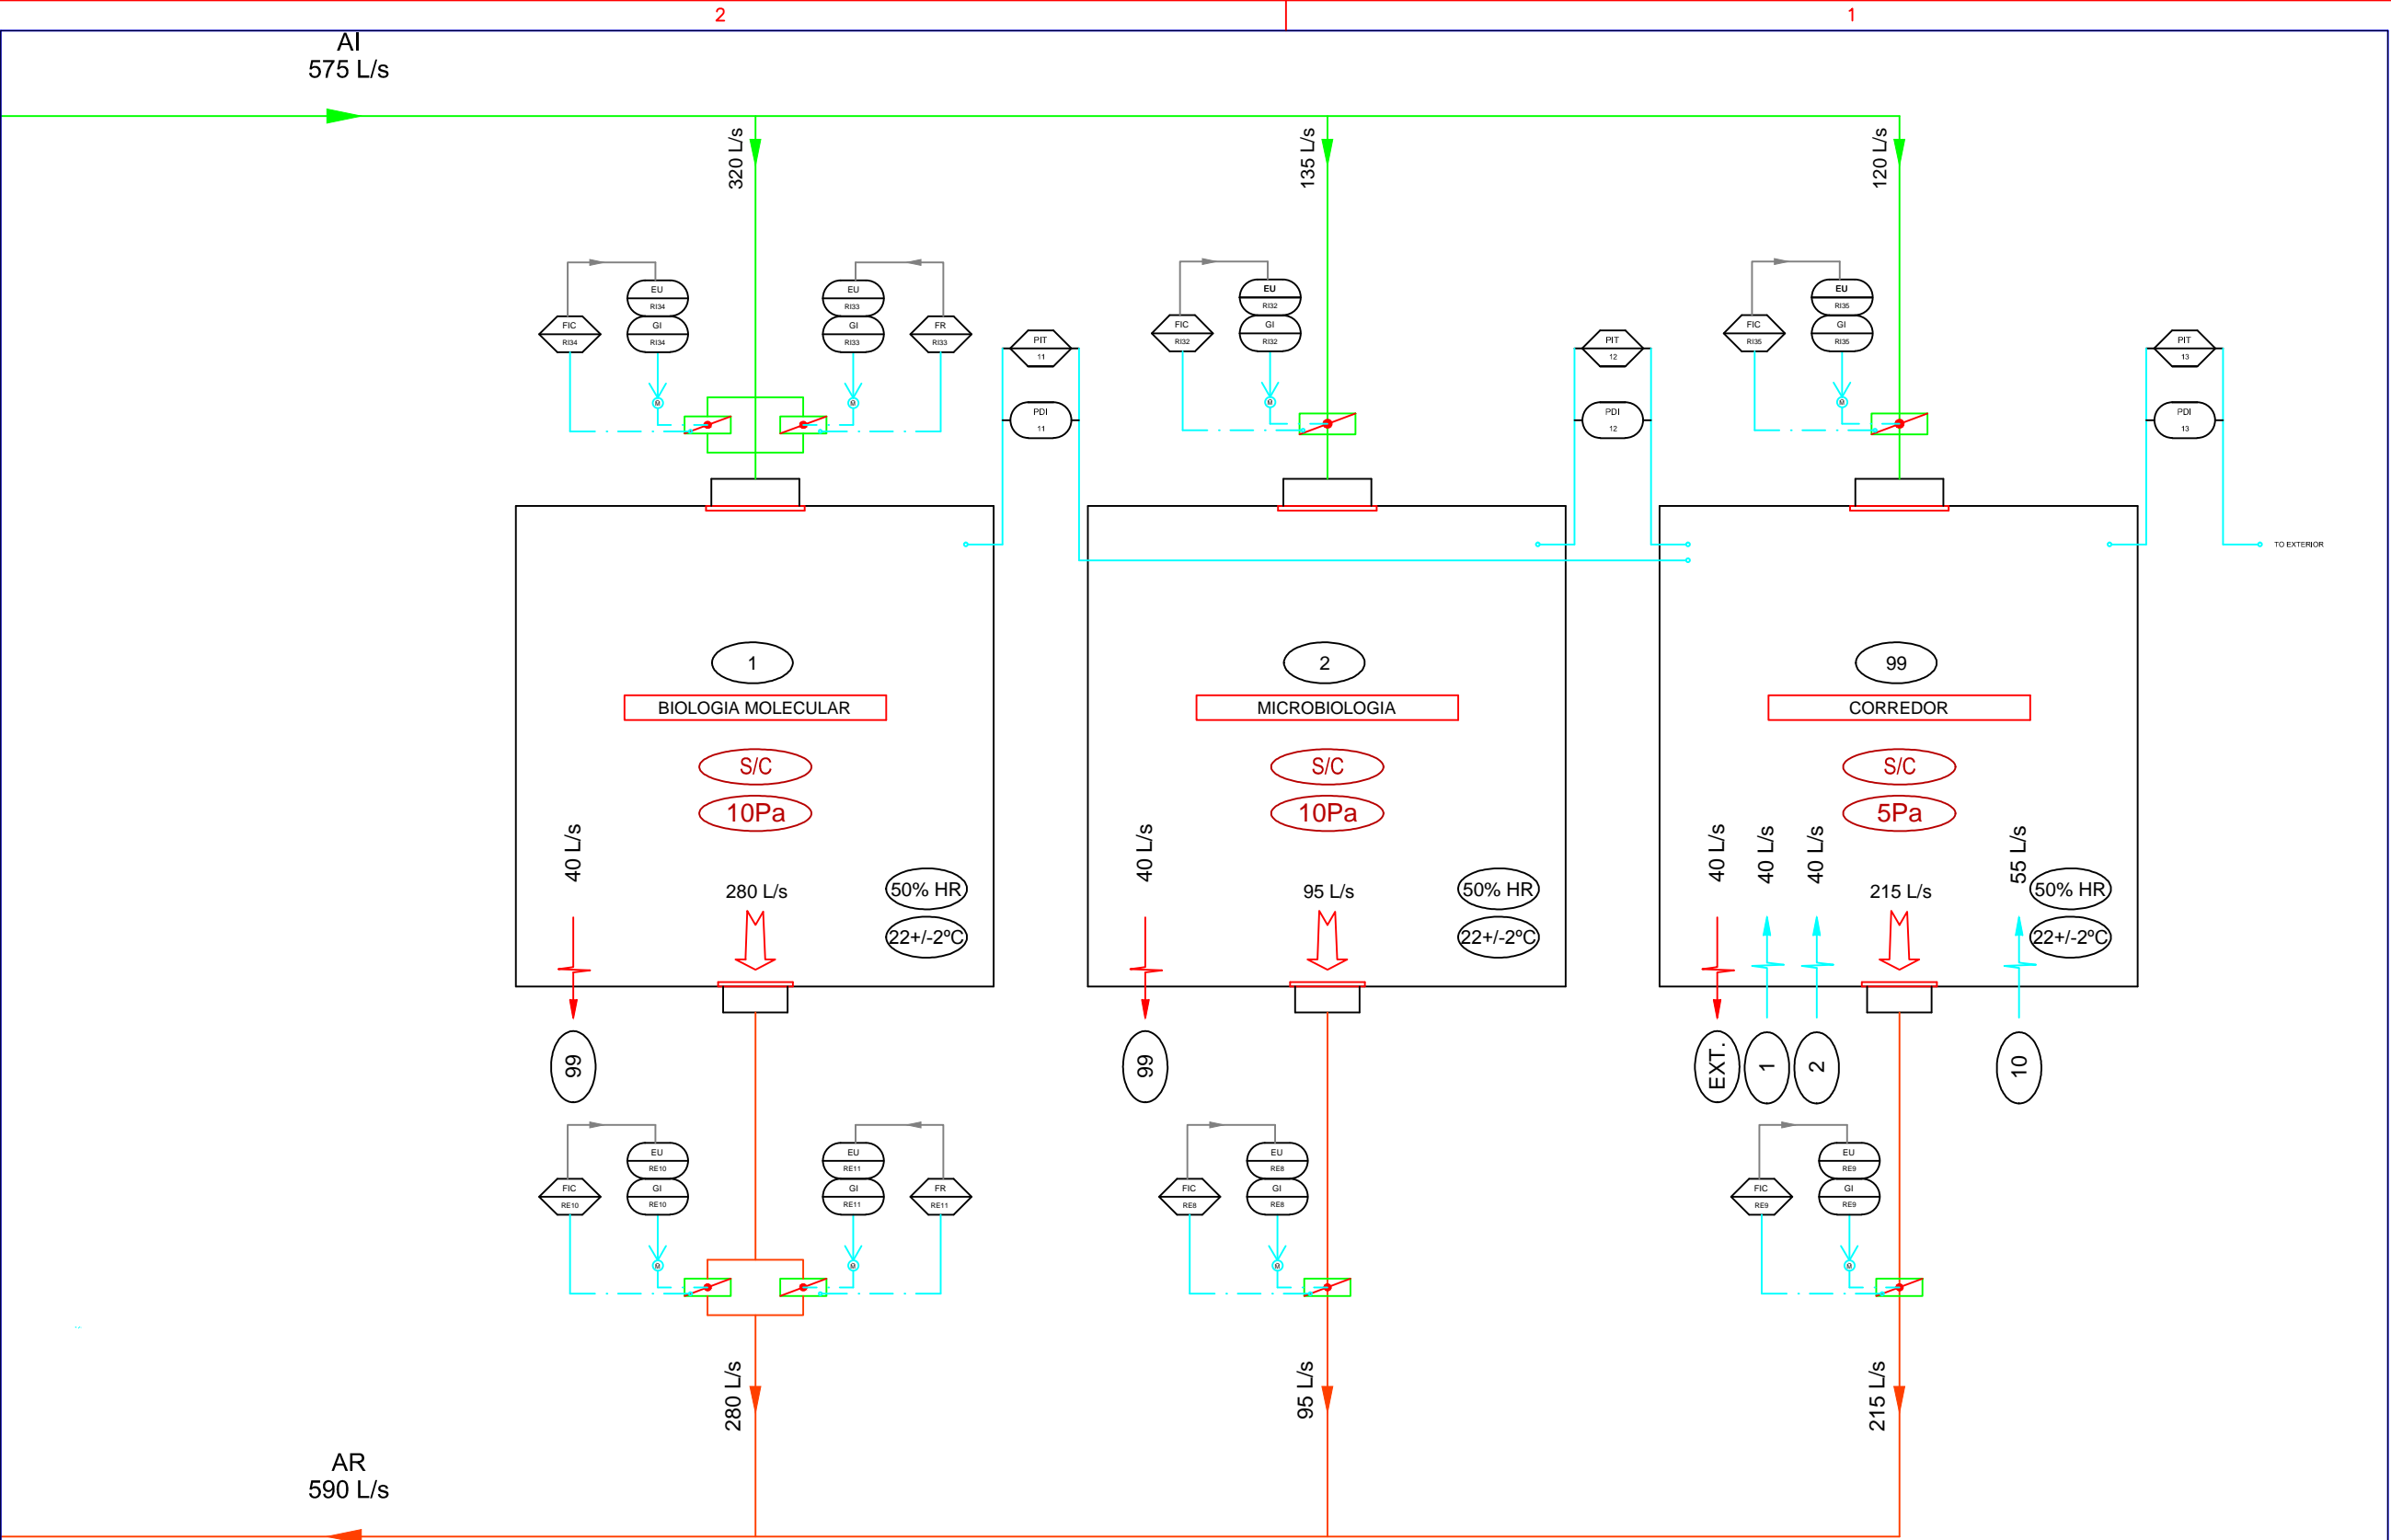 2
1
AI
575 L/s
320 L/s
135 L/s
120 L/s
EU
RI34
GI
RI34
FIC
RI34
EU
RI33
GI
RI33
FR
RI33
PIT
11
PDI
11
EU
RI32
GI
RI32
FIC
RI32
PIT
12
PDI
12
EU
RI35
GI
RI35
FIC
RI35
PIT
13
PDI
13
M
M
M
M
TO EXTERIOR
1
BIOLOGIA MOLECULAR
S/C
10Pa
40 L/s
280 L/s
50% HR
22+/-2ºC
99
2
MICROBIOLOGIA
S/C
10Pa
40 L/s
95 L/s
50% HR
22+/-2ºC
99
99
CORREDOR
S/C
5Pa
40 L/s
40 L/s
40 L/s
215 L/s
55 L/s
50% HR
22+/-2ºC
EXT.
1
2
10
EU
RE10
GI
RE10
FIC
RE10
EU
RE11
GI
RE11
FR
RE11
EU
RE8
GI
RE8
FIC
RE8
EU
RE9
GI
RE9
FIC
RE9
M
M
M
M
280 L/s
95 L/s
215 L/s
AR
590 L/s